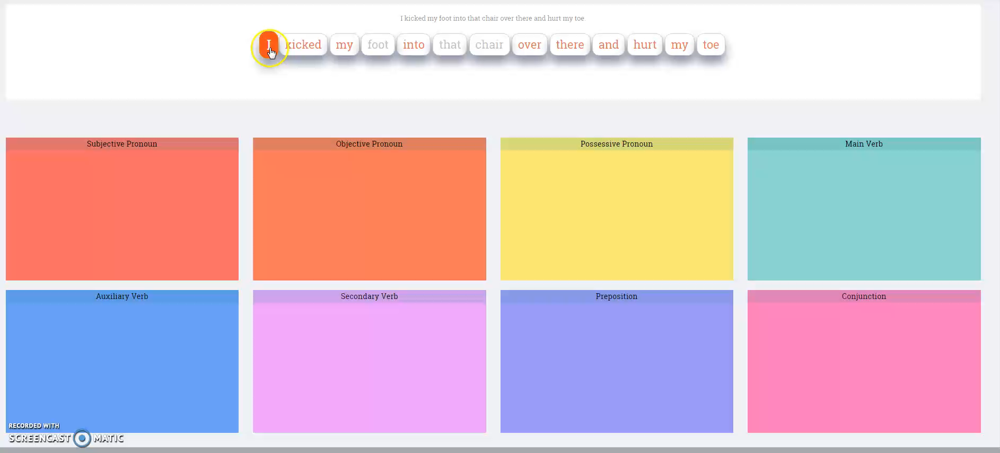 I kicked my foot into that chair over there and hurt my toe.
I kicked my foot into that chair over there and hurt my toe
Subjective Pronoun Objective Pronoun Possessive Pronoun Main Verb
Auxiliary Verb Secondary Verb Preposition Conjunction
RECORDED WITH
SCREENCAST MATIC